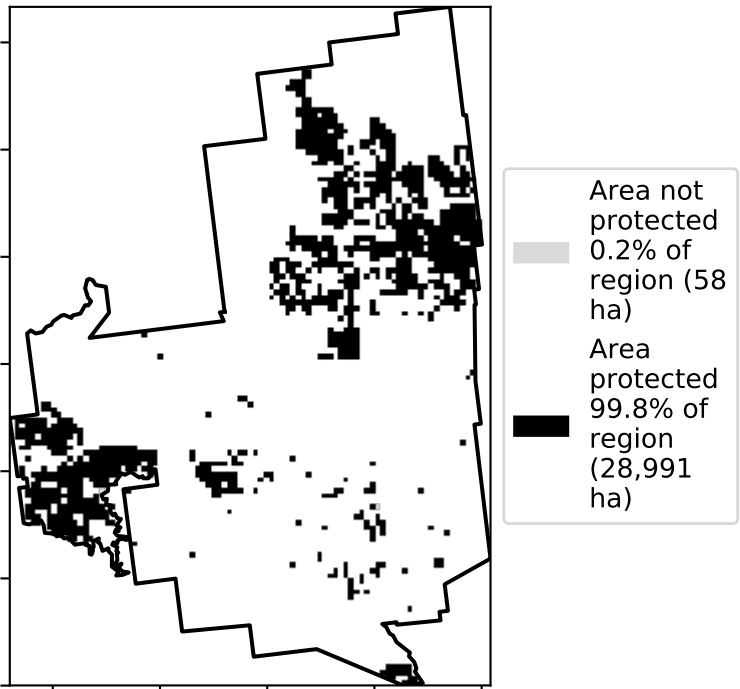 Area not
protected
0.2% of
region (58
ha)
Area
protected
99.8% of
region
(28,991
ha)